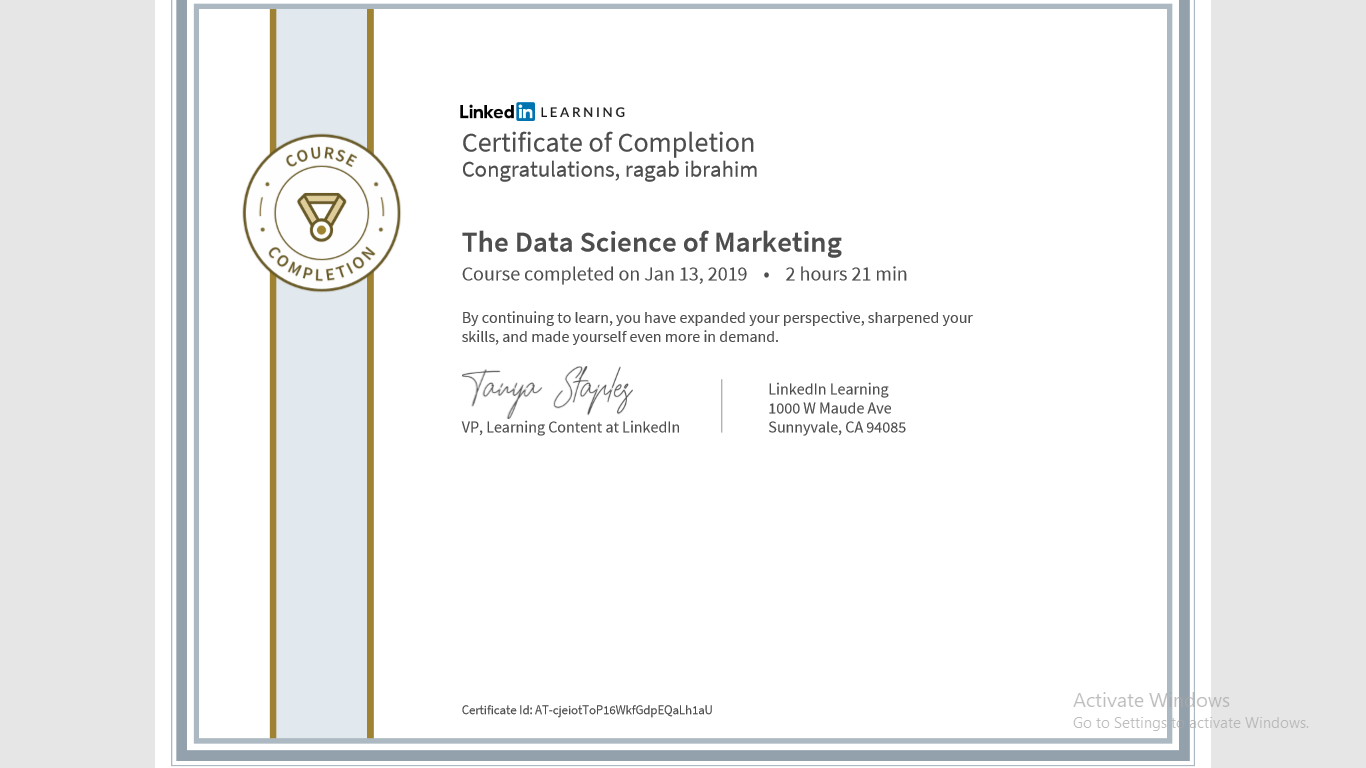 COURSE
COMPLETION
Linked in LEARNING
Certificate of Completion
Congratulations, ragab ibrahim
The Data Science of Marketing
Course completed on Jan 13, 2019 • 2 hours 21 min
By continuing to learn, you have expanded your perspective, sharpened your
skills, and made yourself even more in demand.
Tanya Staples
VP, Learning Content at LinkedIn
LinkedIn Learning
1000 W Maude Ave
Sunnyvale, CA 94085
Certificate Id: AT-cjeiotToP16WkfGdpEQaLh1aU
Activate Windows
Go to Settings to activate Windows.